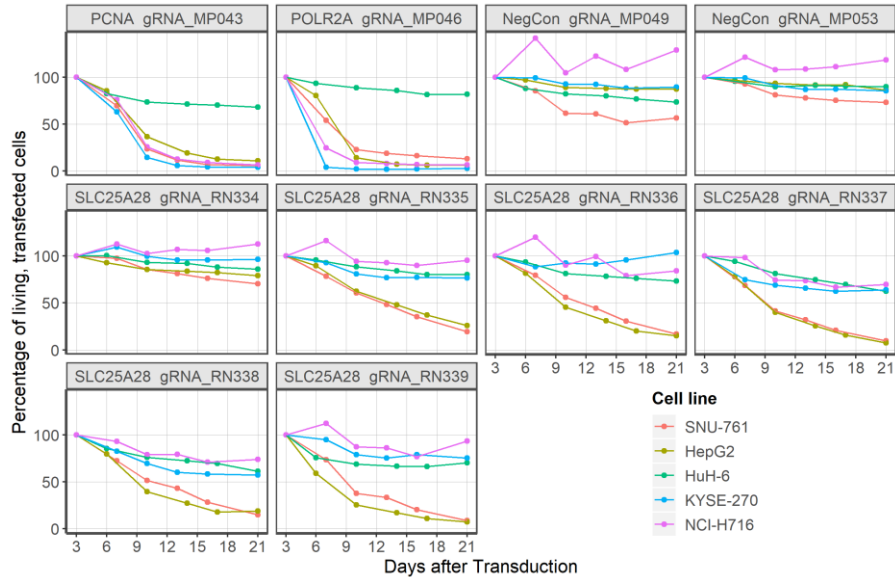 PCNA gRNA_MP043
POLR2A gRNA_MP046
NegCon gRNA_MP049
NegCon gRNA_MP053
100
50
0
SLC25A28 gRNA_RN334
SLC25A28 gRNA_RN335
SLC25A28 gRNA_RN336
SLC25A28 gRNA_RN337
100
50
0
3 6 9 12 15 18 21
3 6 9 12 15 18 21
SLC25A28 gRNA_RN338
SLC25A28 gRNA_RN339
100
50
0
3 6 9 12 15 18 21
3 6 9 12 15 18 21
Percentage of living, transfected cells
Days after Transduction
Cell line
SNU-761
HepG2
HuH-6
KYSE-270
NCI-H716